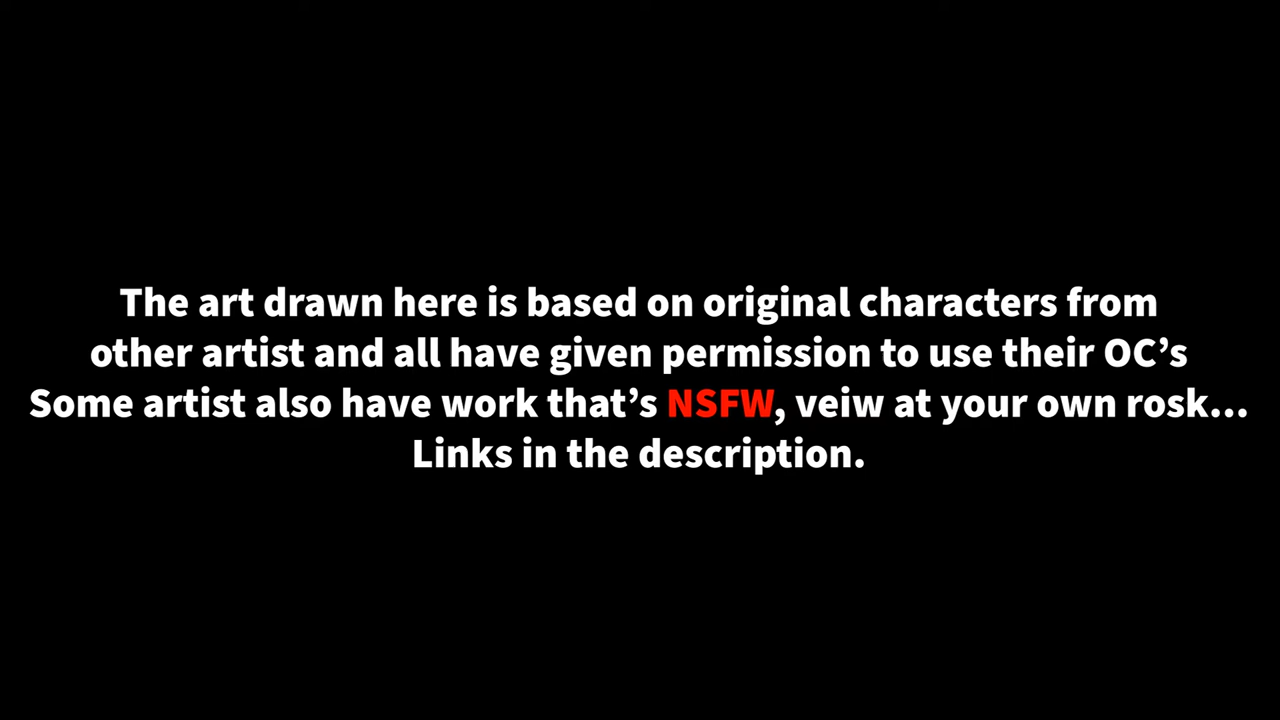 The art drawn here is based on original characters from
other artist and all have given permission to use their OC’s
Some artist also have work that’s NSFW, veiw at your own rosk...
Links in the description.